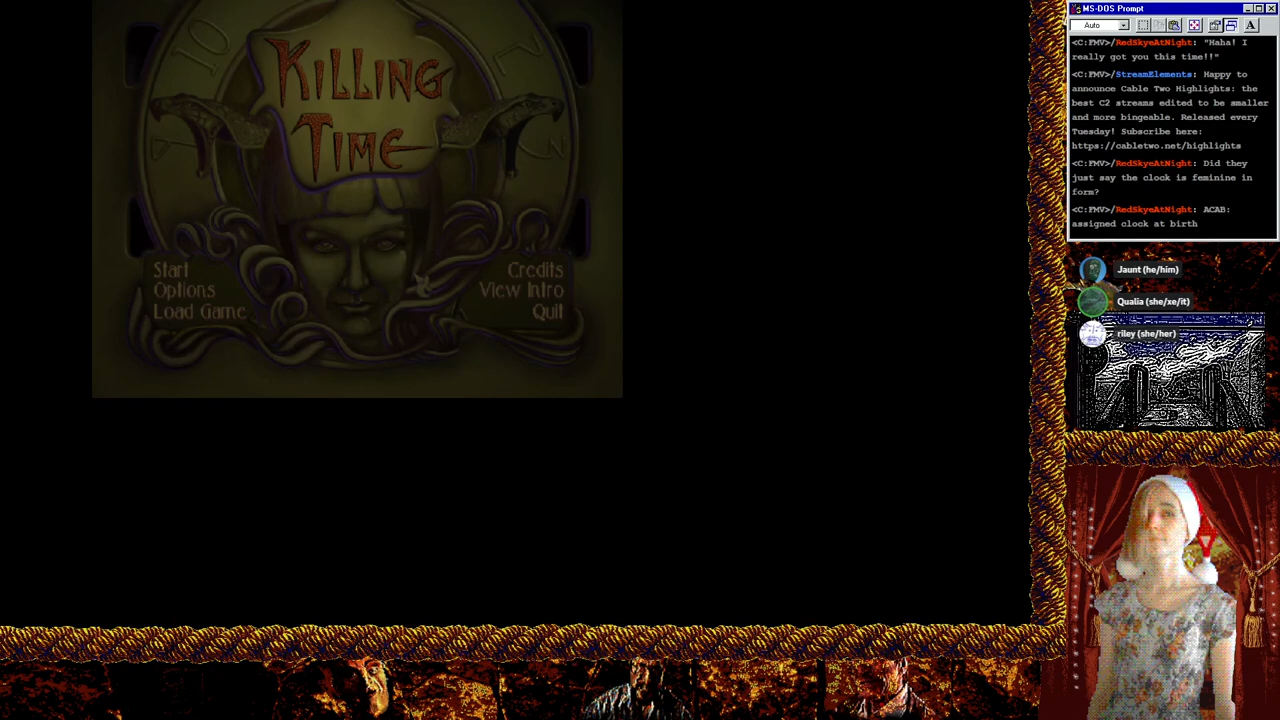 KILLING
TIME
10
Start
Options
Load Game
Credits
View Intro
Quit
MS-DOS Prompt
Auto
A
<C:FMV>/RedSkyeAtNight: "Haha! I
really got you this time!!"
<C:FMV>/StreamElements: Happy to
announce Cable Two Highlights: the
best C2 streams edited to be smaller
and more bingeable. Released every
Tuesday! Subscribe here:
https://cabletwo.net/highlights
<C:FMV>/RedSkyeAtNight: Did they
just say the clock is feminine in
form?
<C:FMV>/RedSkyeAtNight: ACAB:
assigned clock at birth
Jaunt (he/him)
Qualia (she/xe/it)
riley (she/her)